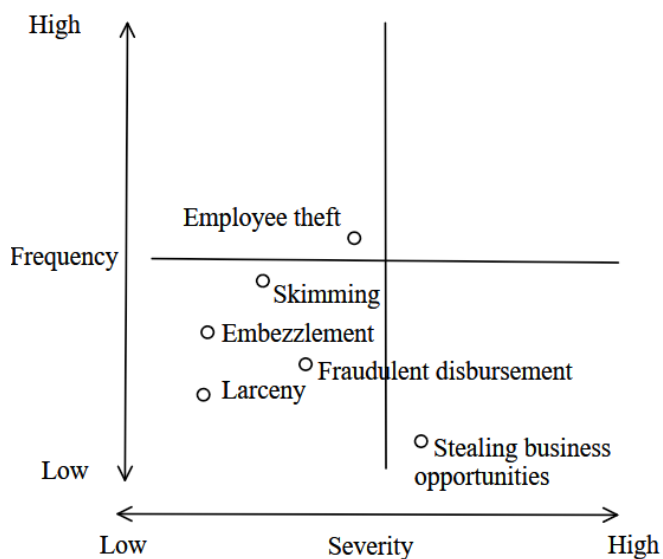 High
Employee theft
Frequency
Skimming
Embezzlement
Fraudulent disbursement
Larceny
Stealing business
opportunities
Low
Low
Severity
High